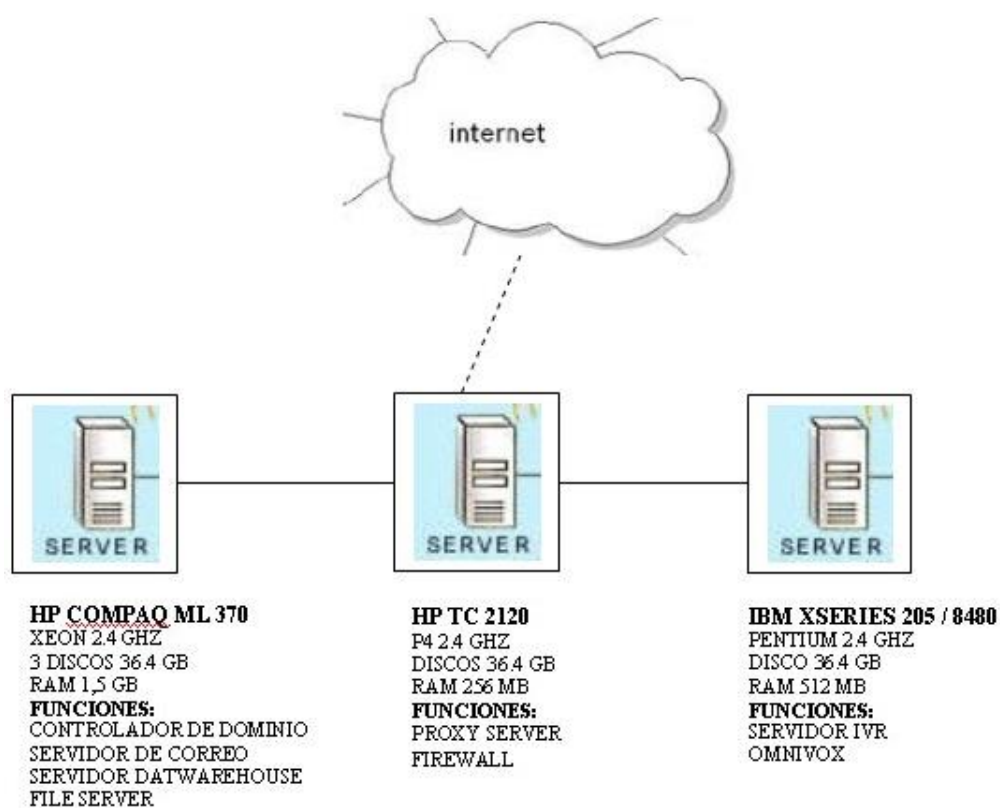 internet
SERVER
SERVER
SERVER
HP COMPAQ ML 370
XEON 2.4 GHZ
3 DISCOS 36.4 GB
RAM 1,5 GB
FUNCIONES:
CONTROLADOR DE DOMINIO
SERVIDOR DE CORREO
SERVIDOR DATWAREHOUSE
FILE SERVER
HP TC 2120
P4 2.4 GHZ
DISCOS 36.4 GB
RAM 256 MB
FUNCIONES:
PROXY SERVER
FIREWALL
IBM XSERIES 205 / 8480
PENTIUM 2.4 GHZ
DISCO 36.4 GB
RAM 512 MB
FUNCIONES:
SERVIDOR IVR
OMNIVOX